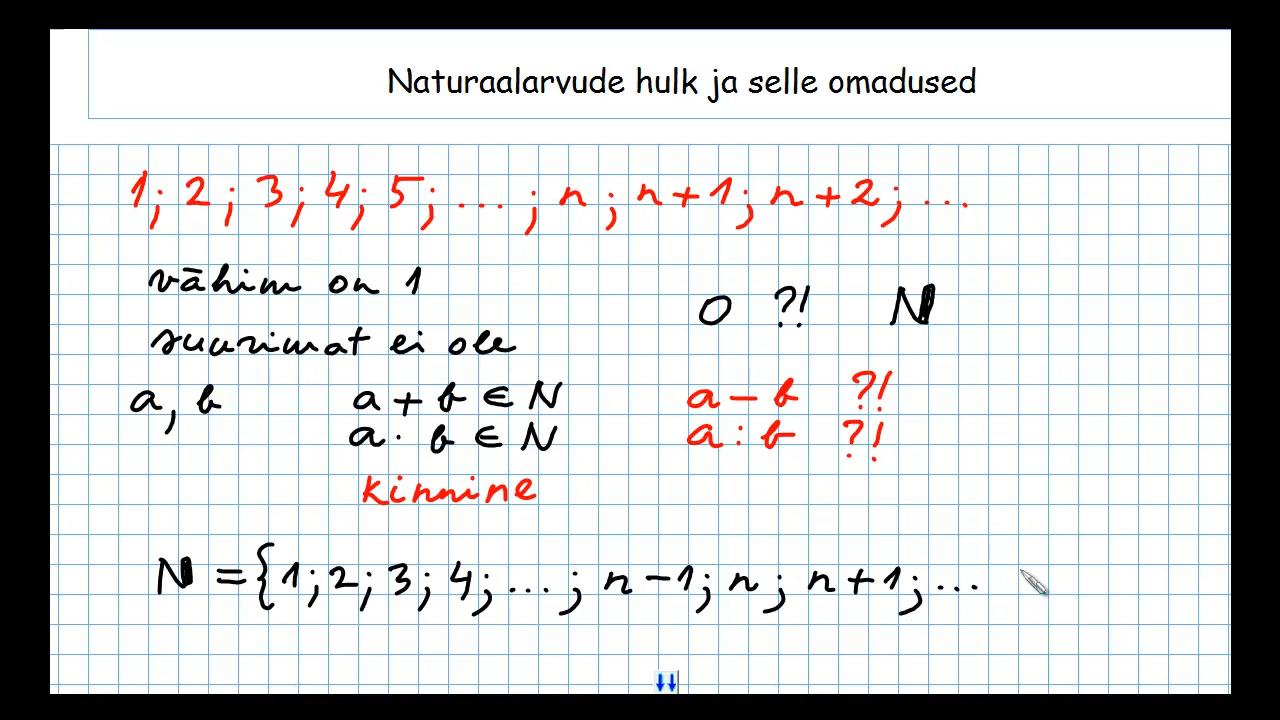 Naturaalarvude hulk ja selle omadused
1; 2; 3; 4; 5; ... ; n; n+1; n+2; ...
vähim on 1
0 ?! N
suurimat ei ole
a, b a + b ∈ N a - b ?!
a · b ∈ N a : b ?!
kinnine
N = {1; 2; 3; 4; ... ; n-1; n; n+1; ...